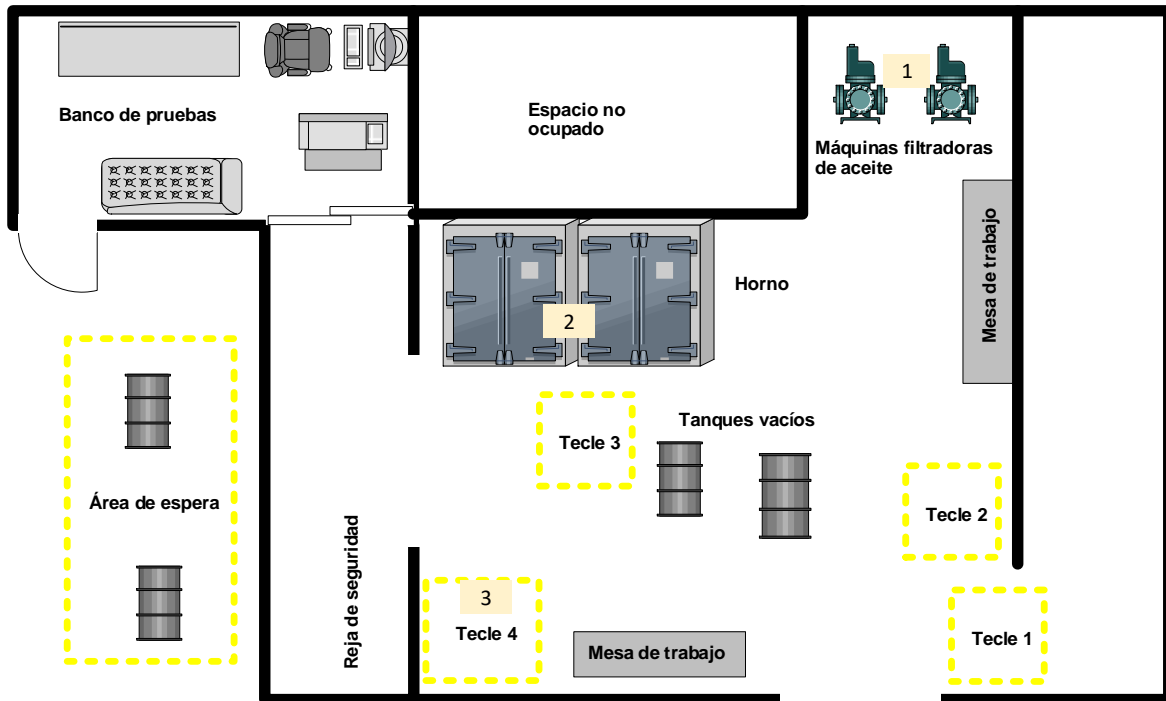 Banco de pruebas
Espacio no
ocupado
1
Máquinas filtradoras
de aceite
Mesa de trabajo
Horno
2
Tanques vacíos
Tecle 3
Área de espera
Tecle 2
Reja de seguridad
3
Tecle 4
Mesa de trabajo
Tecle 1